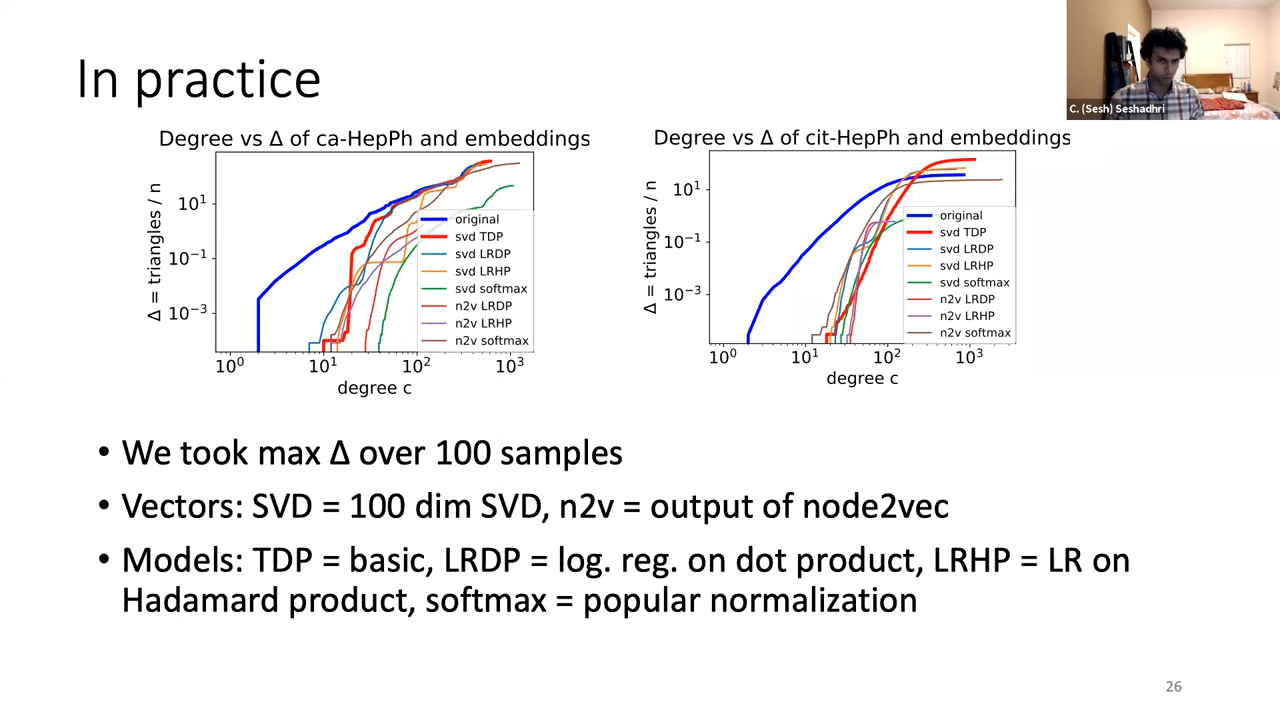 In practice
C. (Sesh) Seshadhri
Degree vs Δ of ca-HepPh and embeddings
Δ = triangles / n
10¹
10⁻¹
10⁻³
original
svd TDP
svd LRDP
svd LRHP
svd softmax
n2v LRDP
n2v LRHP
n2v softmax
10⁰ 10¹ 10² 10³
degree c
Degree vs Δ of cit-HepPh and embeddings
Δ = triangles / n
10¹
10⁻¹
10⁻³
original
svd TDP
svd LRDP
svd LRHP
svd softmax
n2v LRDP
n2v LRHP
n2v softmax
10⁰ 10¹ 10² 10³
degree c
• We took max Δ over 100 samples
• Vectors: SVD = 100 dim SVD, n2v = output of node2vec
• Models: TDP = basic, LRDP = log. reg. on dot product, LRHP = LR on
Hadamard product, softmax = popular normalization
26